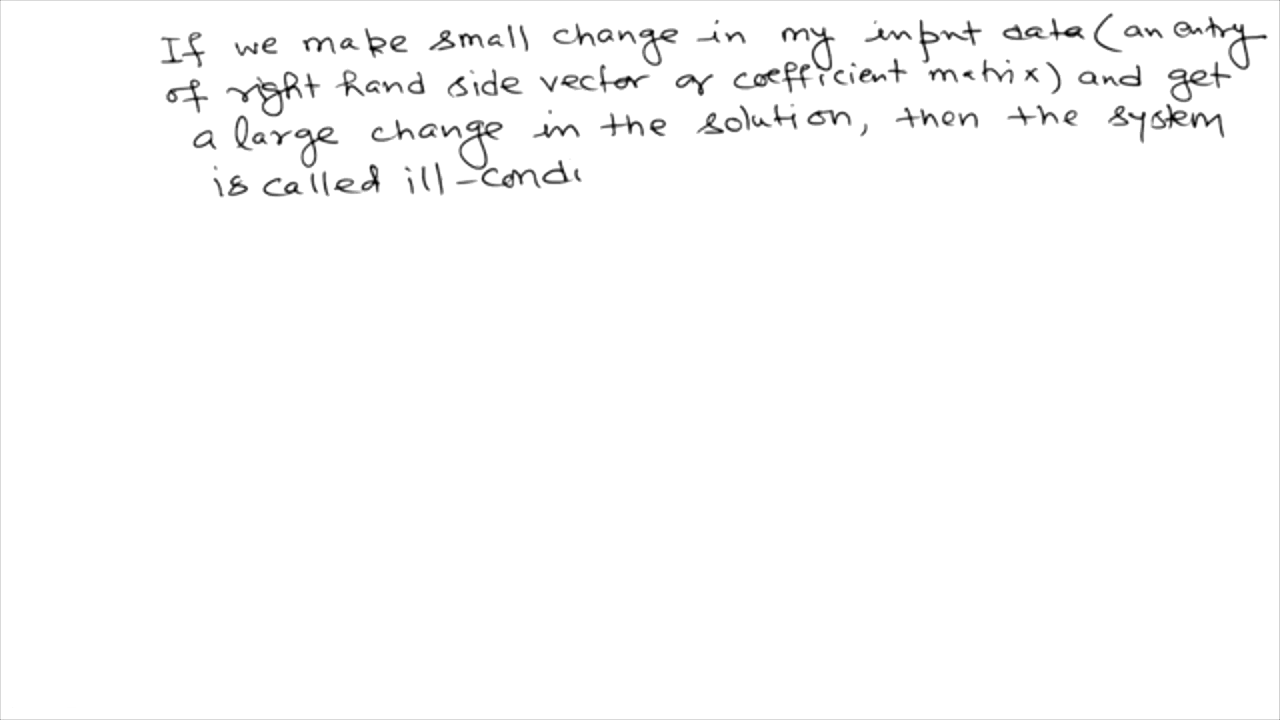 If we make small change in my input data (an entry
of right hand side vector or coefficient matrix) and get
a large change in the solution, then the system
is called ill-condi